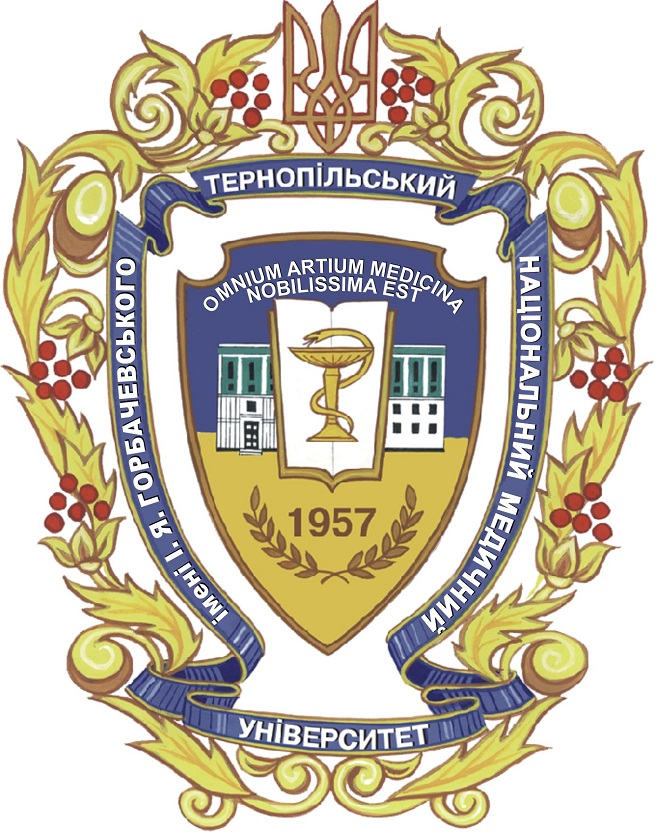 ТЕРНОПІЛЬСЬКИЙ
НАЦІОНАЛЬНИЙ МЕДИЧНИЙ
УНІВЕРСИТЕТ
імені І. Я. ГОРБАЧЕВСЬКОГО
OMNIUM ARTIUM MEDICINA
NOBILISSIMA EST
1957